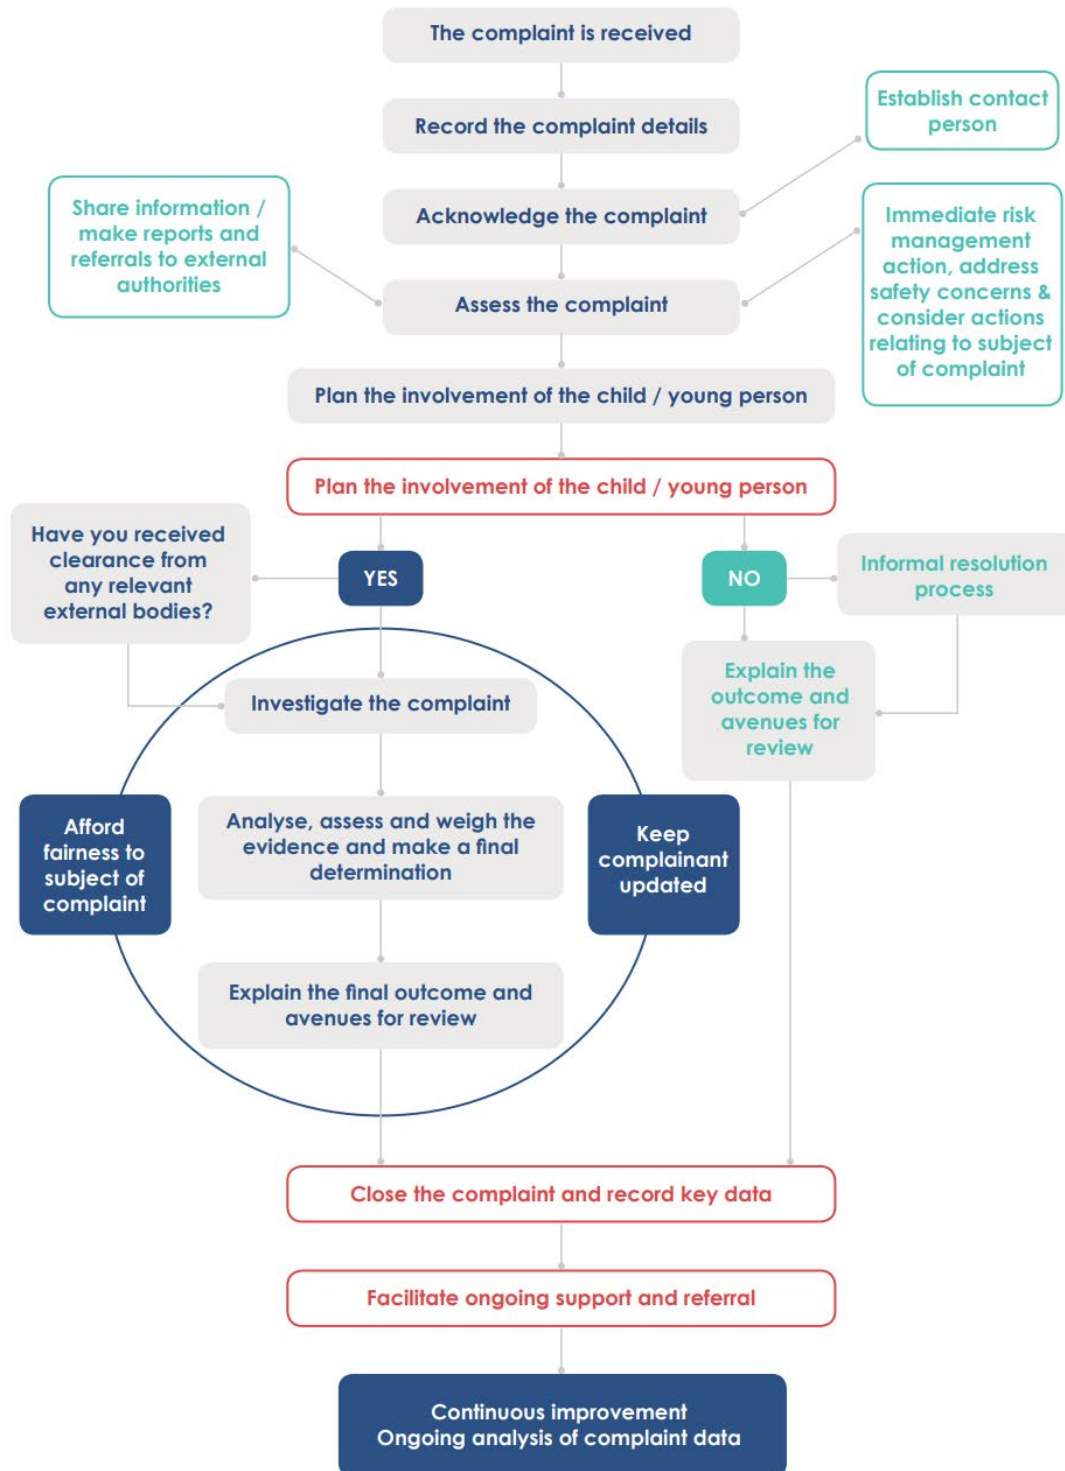 The complaint is received
Record the complaint details
Establish contact
person
Acknowledge the complaint
Share information /
make reports and
referrals to external
authorities
Immediate risk
management
action, address
safety concerns &
consider actions
relating to subject
of complaint
Assess the complaint
Plan the involvement of the child / young person
Plan the involvement of the child / young person
Have you received
clearance from
any relevant
external bodies?
YES
NO
Informal resolution
process
Investigate the complaint
Explain the
outcome and
avenues for
review
Afford
fairness to
subject of
complaint
Analyse, assess and weigh the
evidence and make a final
determination
Keep
complainant
updated
Explain the final outcome and
avenues for review
Close the complaint and record key data
Facilitate ongoing support and referral
Continuous improvement
Ongoing analysis of complaint data